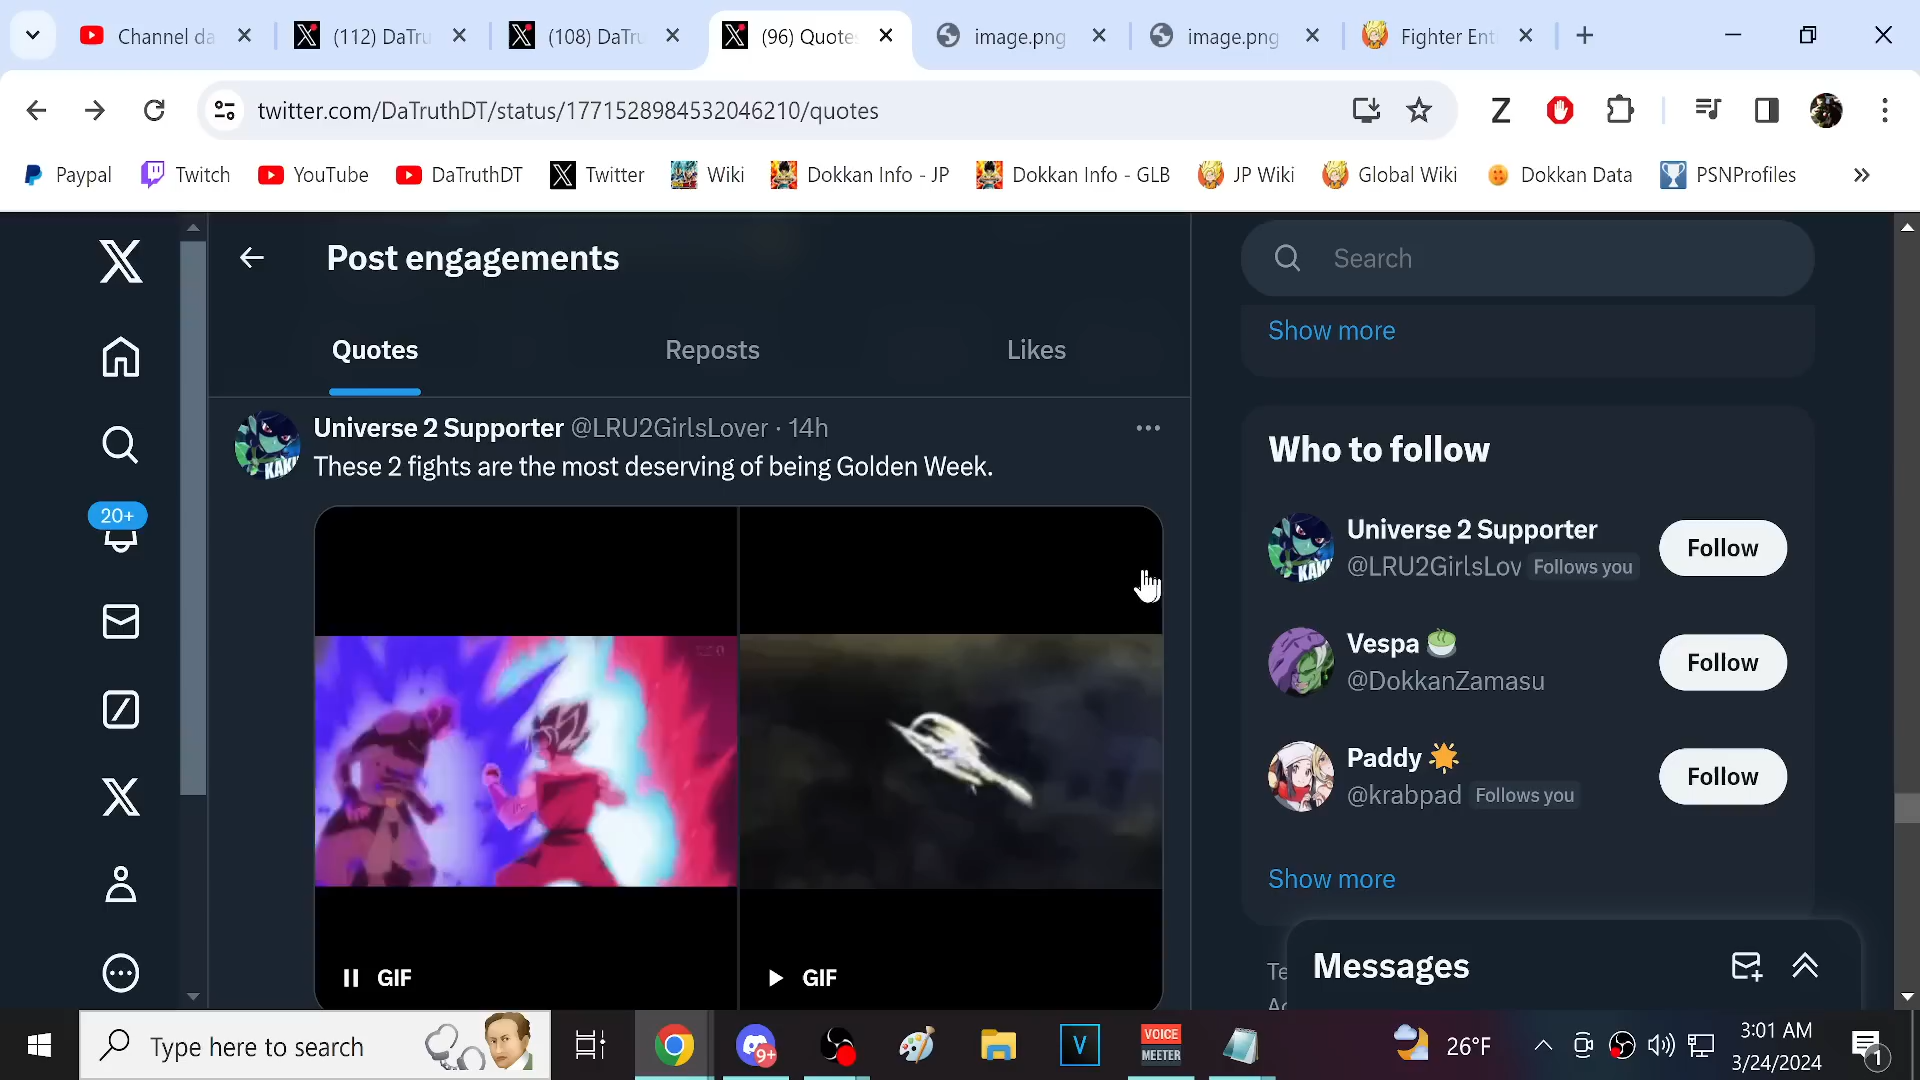 Channel da
(112) DaTru
(108) DaTru
(96) Quote
image.png
image.png
Fighter Ent
twitter.com/DaTruthDT/status/1771528984532046210/quotes
Z
Paypal
Twitch
YouTube
DaTruthDT
Twitter
Wiki
Dokkan Info - JP
Dokkan Info - GLB
JP Wiki
Global Wiki
Dokkan Data
PSNProfiles
Post engagements
Search
Show more
Quotes
Reposts
Likes
Universe 2 Supporter @LRU2GirlsLover · 14h
These 2 fights are the most deserving of being Golden Week.
KAK
20+
GIF
GIF
Who to follow
Universe 2 Supporter
@LRU2GirlsLov Follows you
Follow
Vespa
@DokkanZamasu
Follow
Paddy
@krabpad Follows you
Follow
Show more
Messages
Type here to search
9+
V
VOICE
MEETER
26°F
3:01 AM
3/24/2024
1